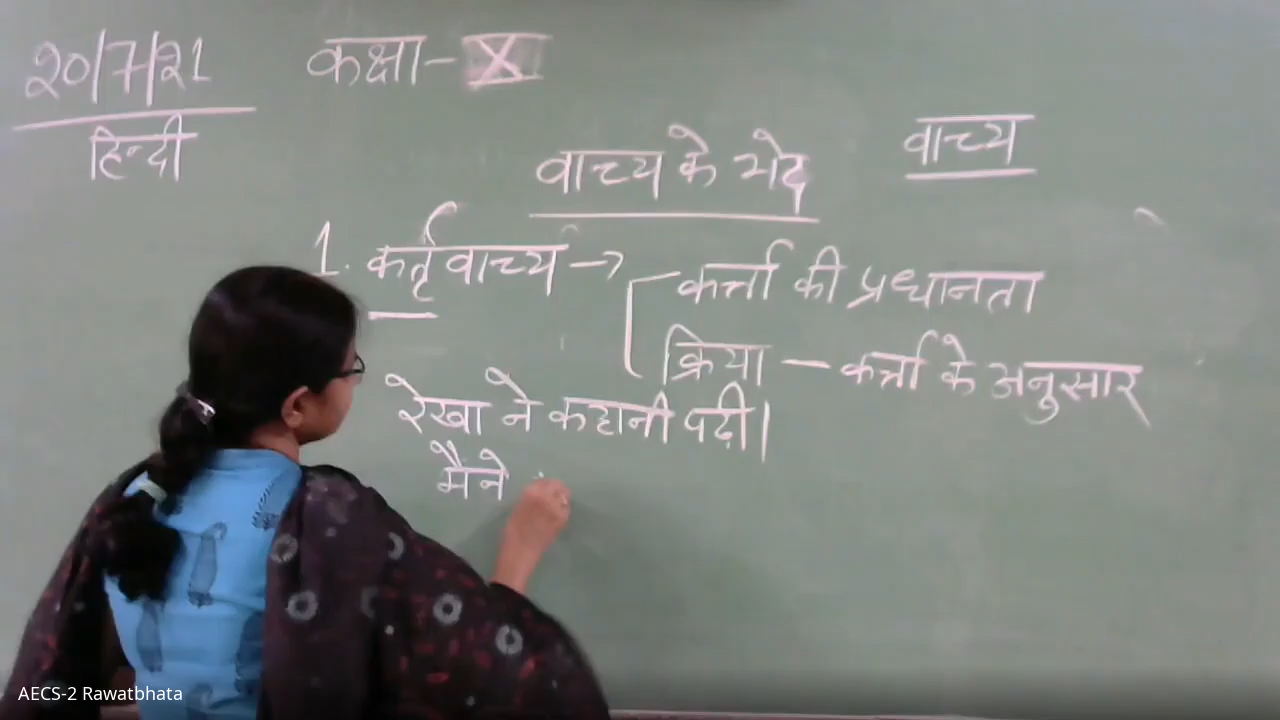 20/7/21 कक्षा- X
हिन्दी
वाच्य
वाच्य के भेद
1. कर्तृवाच्य → कर्त्ता की प्रधानता
क्रिया - कर्त्ता के अनुसार
रेखा ने कहानी पढ़ी।
मैंने
AECS-2 Rawatbhata